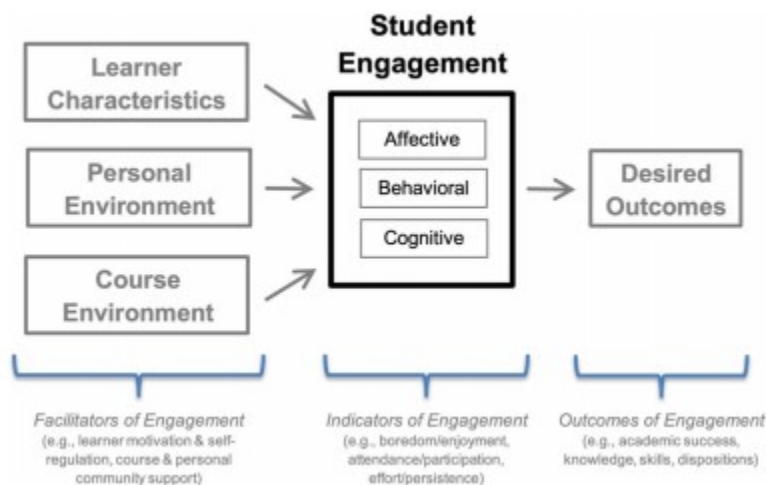 Student
Engagement
Learner
Characteristics
Personal
Environment
Course
Environment
Affective
Behavioral
Cognitive
Desired
Outcomes
Facilitators of Engagement
(e.g., learner motivation & self-
regulation, course & personal
community support)
Indicators of Engagement
(e.g., boredom/enjoyment,
attendance/participation,
effort/persistence)
Outcomes of Engagement
(e.g., academic success,
knowledge, skills, dispositions)